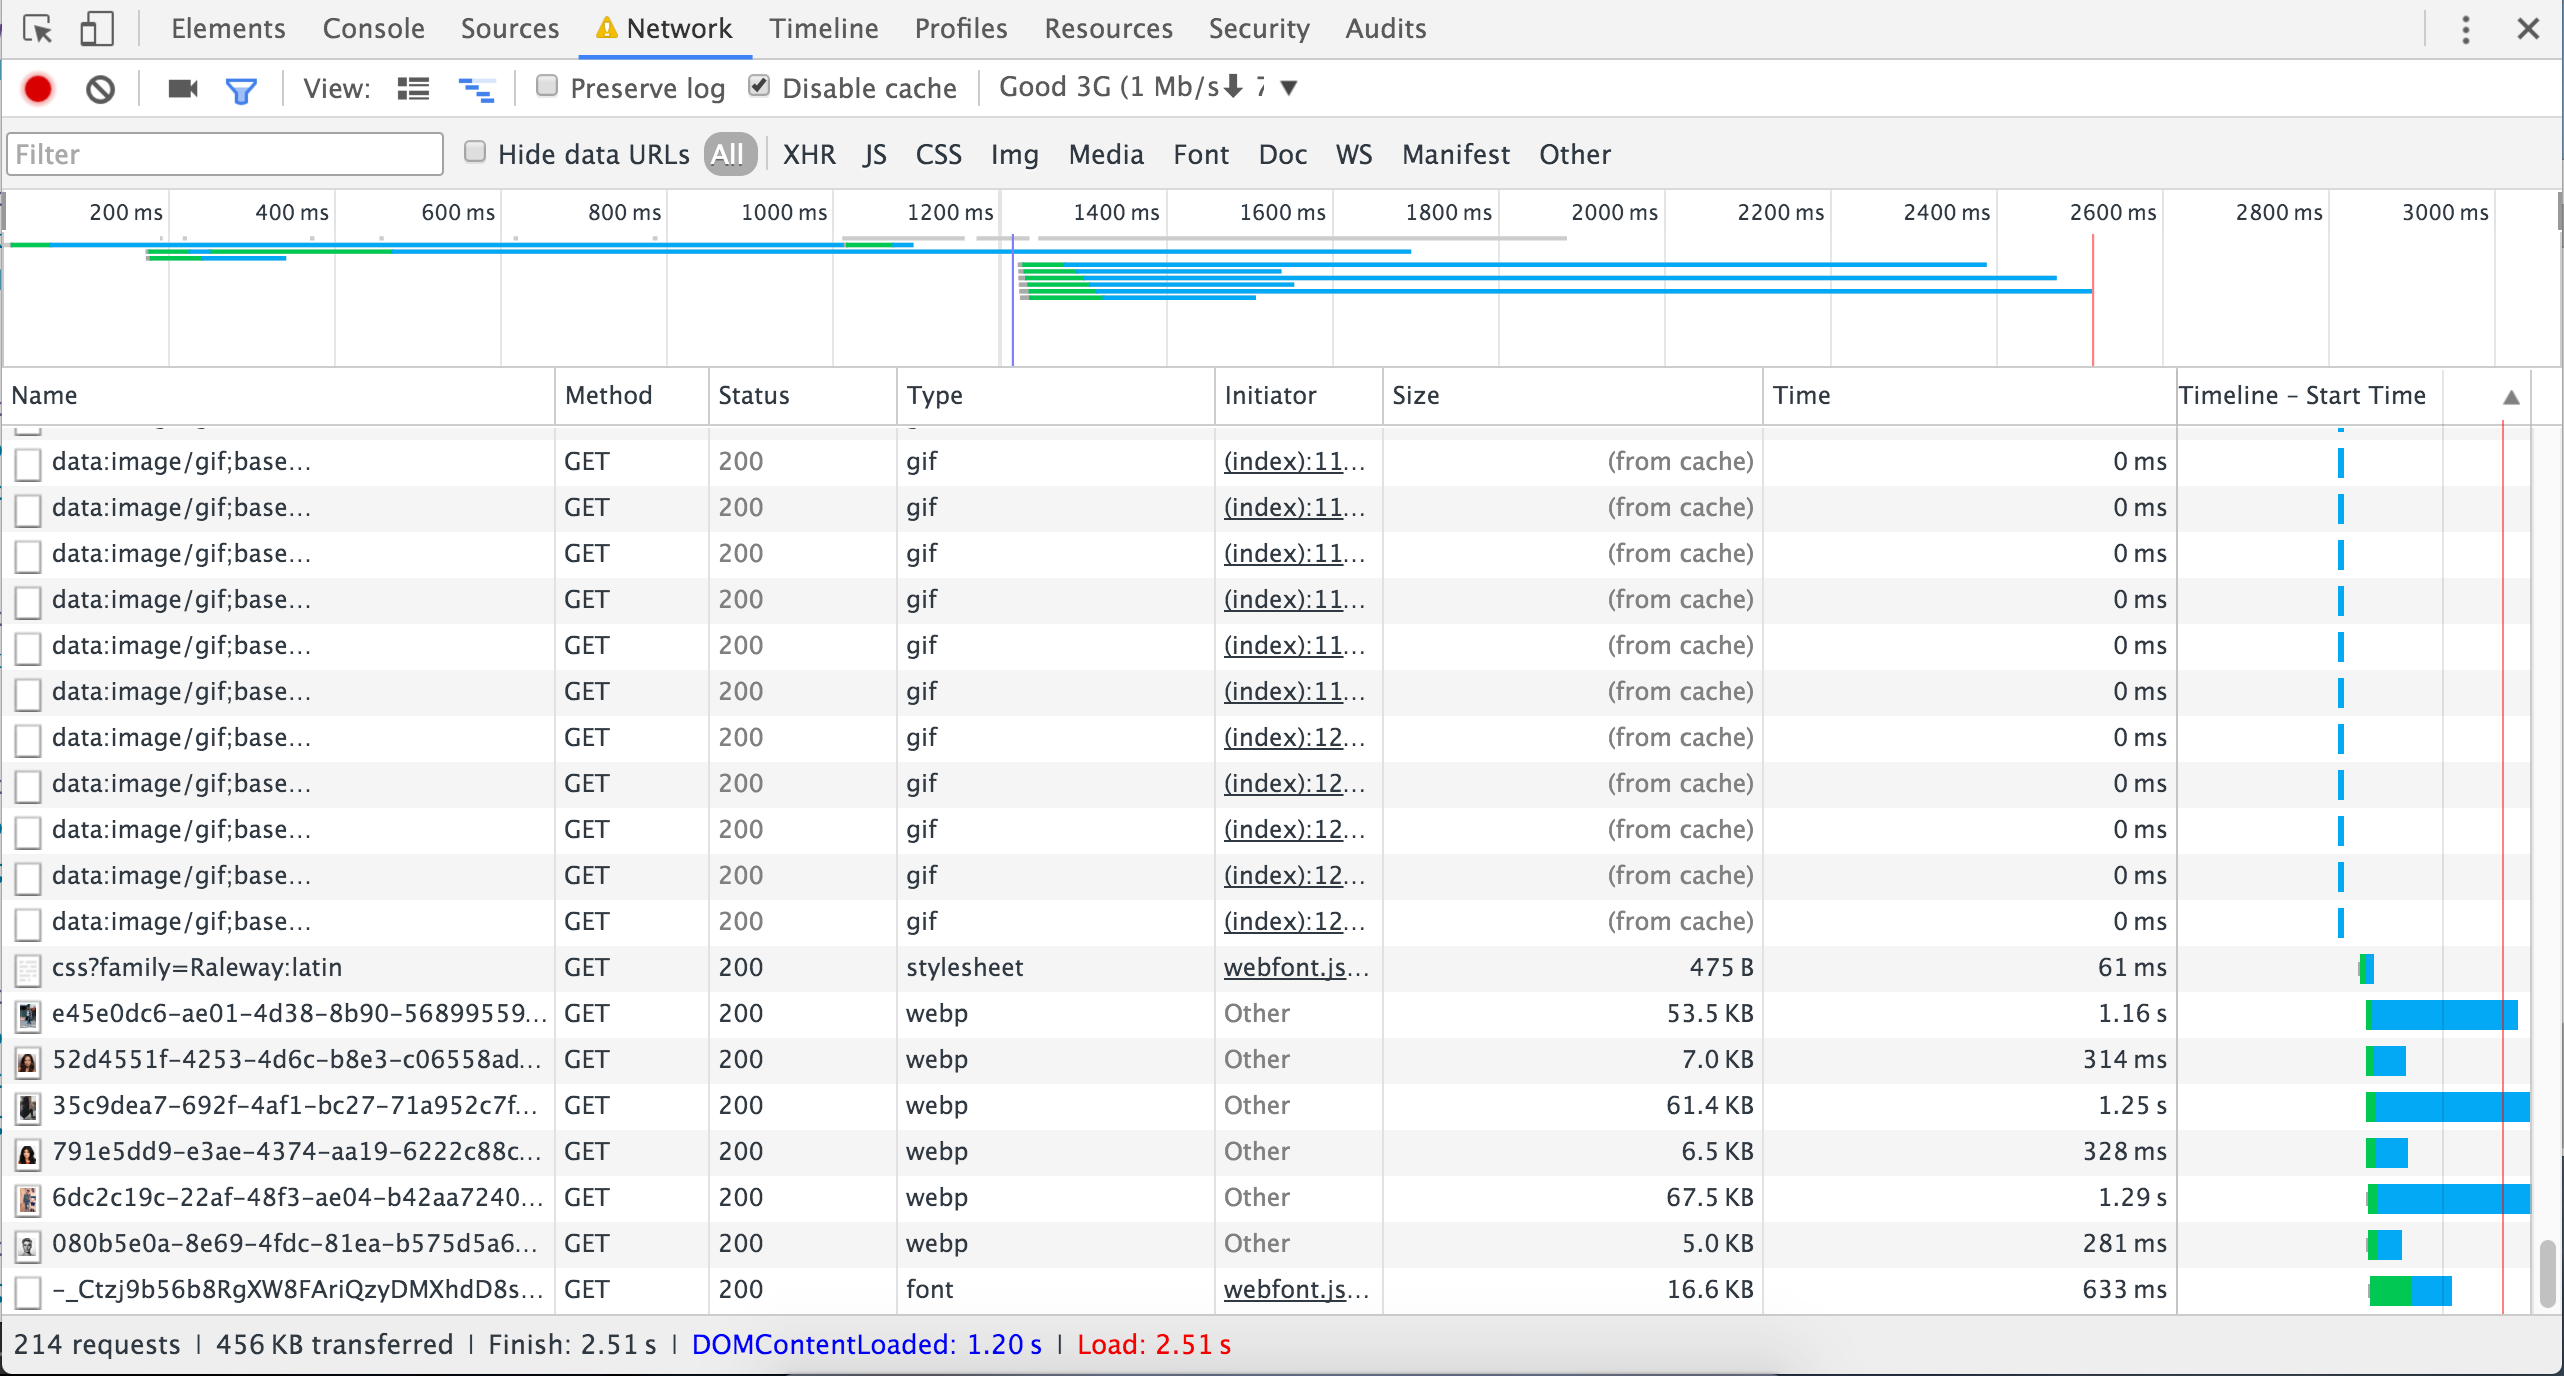 Elements Console Sources Network Timeline Profiles Resources Security Audits
View: Preserve log Disable cache Good 3G (1 Mb/s
Filter Hide data URLs All XHR JS CSS Img Media Font Doc WS Manifest Other
200 ms 400 ms 600 ms 800 ms 1000 ms 1200 ms 1400 ms 1600 ms 1800 ms 2000 ms 2200 ms 2400 ms 2600 ms 2800 ms 3000 ms
Name Method Status Type Initiator Size Time Timeline – Start Time
data:image/gif;base... GET 200 gif (index):11... (from cache) 0 ms
data:image/gif;base... GET 200 gif (index):11... (from cache) 0 ms
data:image/gif;base... GET 200 gif (index):11... (from cache) 0 ms
data:image/gif;base... GET 200 gif (index):11... (from cache) 0 ms
data:image/gif;base... GET 200 gif (index):11... (from cache) 0 ms
data:image/gif;base... GET 200 gif (index):11... (from cache) 0 ms
data:image/gif;base... GET 200 gif (index):12... (from cache) 0 ms
data:image/gif;base... GET 200 gif (index):12... (from cache) 0 ms
data:image/gif;base... GET 200 gif (index):12... (from cache) 0 ms
data:image/gif;base... GET 200 gif (index):12... (from cache) 0 ms
data:image/gif;base... GET 200 gif (index):12... (from cache) 0 ms
css?family=Raleway:latin GET 200 stylesheet webfont.js... 475 B 61 ms
e45e0dc6-ae01-4d38-8b90-56899559... GET 200 webp Other 53.5 KB 1.16 s
52d4551f-4253-4d6c-b8e3-c06558ad... GET 200 webp Other 7.0 KB 314 ms
35c9dea7-692f-4af1-bc27-71a952c7f... GET 200 webp Other 61.4 KB 1.25 s
791e5dd9-e3ae-4374-aa19-6222c88c... GET 200 webp Other 6.5 KB 328 ms
6dc2c19c-22af-48f3-ae04-b42aa7240... GET 200 webp Other 67.5 KB 1.29 s
080b5e0a-8e69-4fdc-81ea-b575d5a6... GET 200 webp Other 5.0 KB 281 ms
-_Ctzj9b56b8RgXW8FAriQzyDMXhdD8s... GET 200 font webfont.js... 16.6 KB 633 ms
214 requests | 456 KB transferred | Finish: 2.51 s | DOMContentLoaded: 1.20 s | Load: 2.51 s